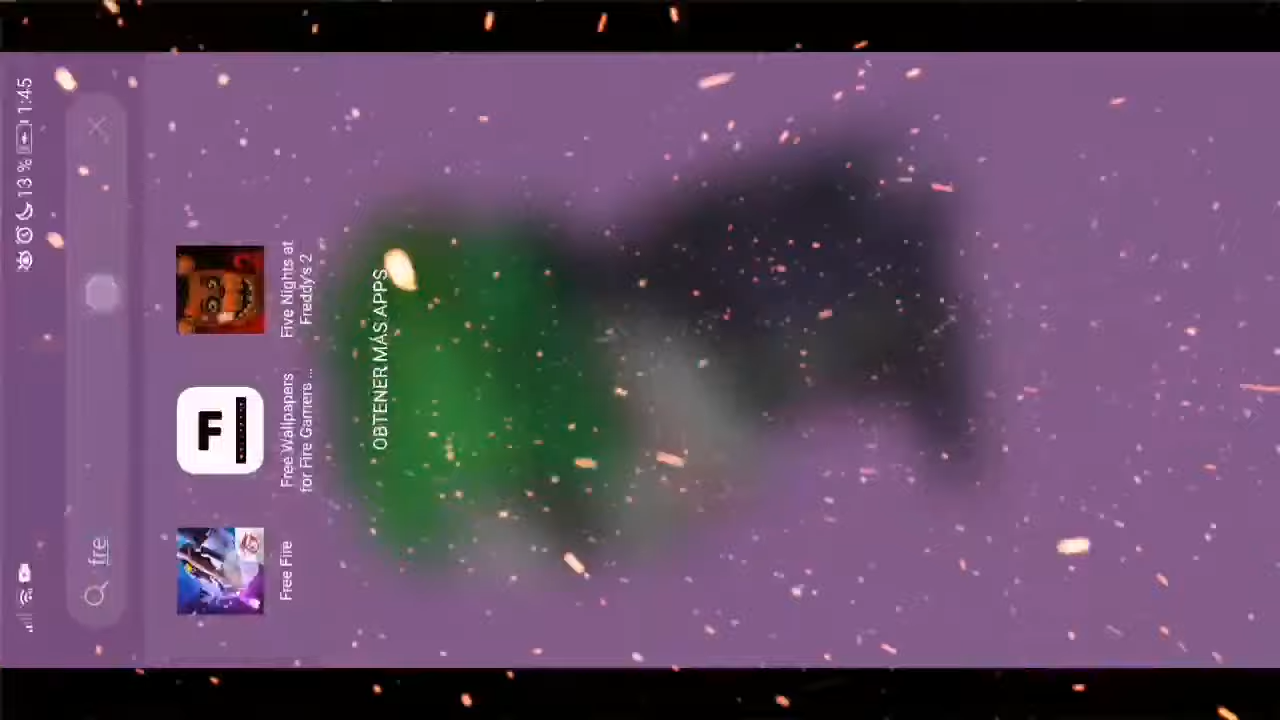 13 % 1:45
fre
Free Fire
Free Wallpapers
for Fire Gamers ...
Five Nights at
Freddy's 2
F
OBTENER MÁS APPS